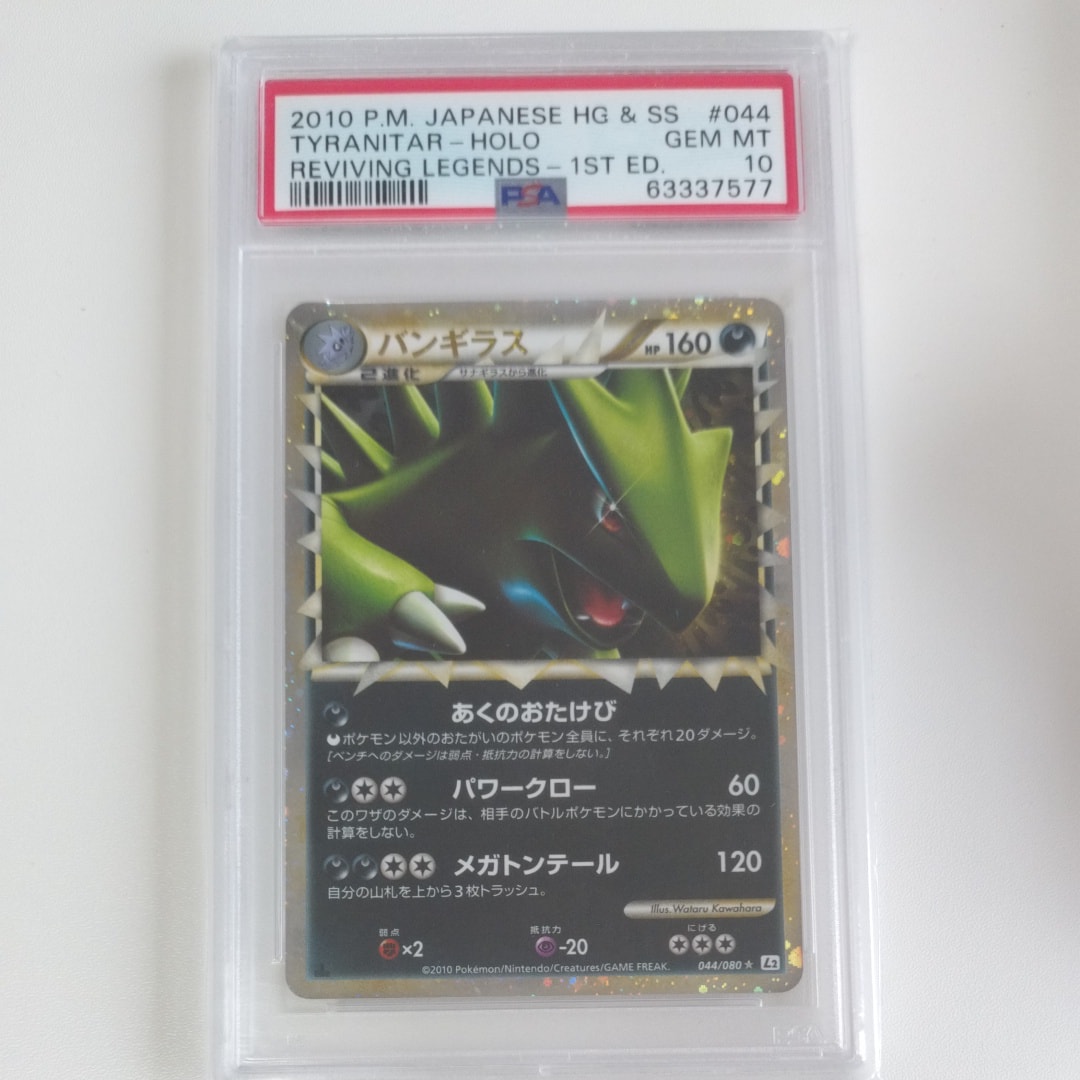 2010 P.M. JAPANESE HG & SS #044
TYRANITAR - HOLO GEM MT
REVIVING LEGENDS - 1ST ED. 10
PSA 63337577
バンギラス HP 160
2進化 サナギラスから進化
あくのおたけび
ポケモン以外のおたがいのポケモン全員に、それぞれ20ダメージ。
[ベンチへのダメージは弱点・抵抗力の計算をしない。]
パワークロー 60
このワザのダメージは、相手のバトルポケモンにかかっている効果の
計算をしない。
メガトンテール 120
自分の山札を上から3枚トラッシュ。
Illus. Wataru Kawahara
弱点 抵抗力 にげる
×2 -20
©2010 Pokémon/Nintendo/Creatures/GAME FREAK. 044/080 ★ L2